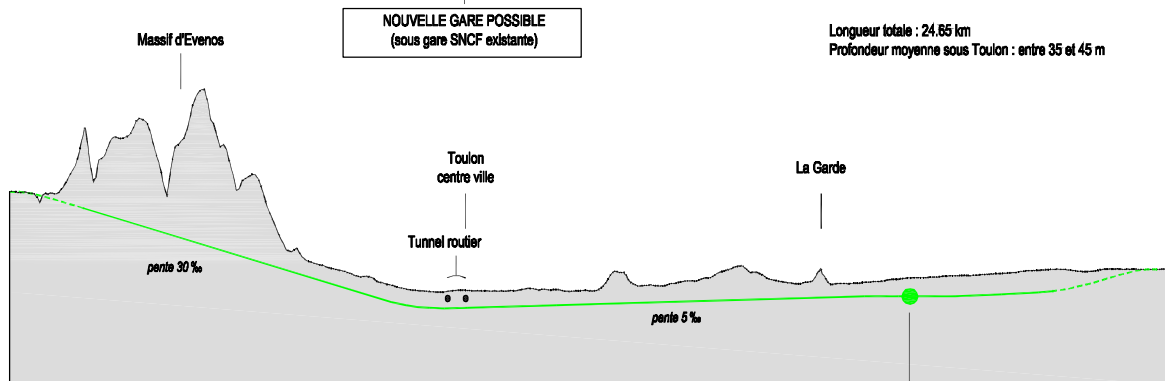 NOUVELLE GARE POSSIBLE
(sous gare SNCF existante)
Longueur totale : 24.65 km
Profondeur moyenne sous Toulon : entre 35 et 45 m
Massif d'Evenos
Toulon
centre ville
La Garde
Tunnel routier
pente 30 ‰
pente 5 ‰